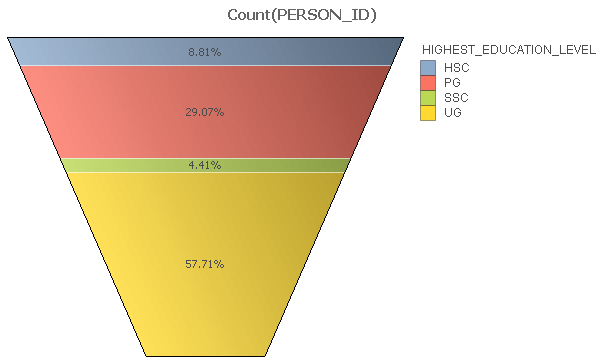 Count(PERSON_ID)
HIGHEST_EDUCATION_LEVEL
HSC
PG
SSC
UG
8.81%
29.07%
4.41%
57.71%